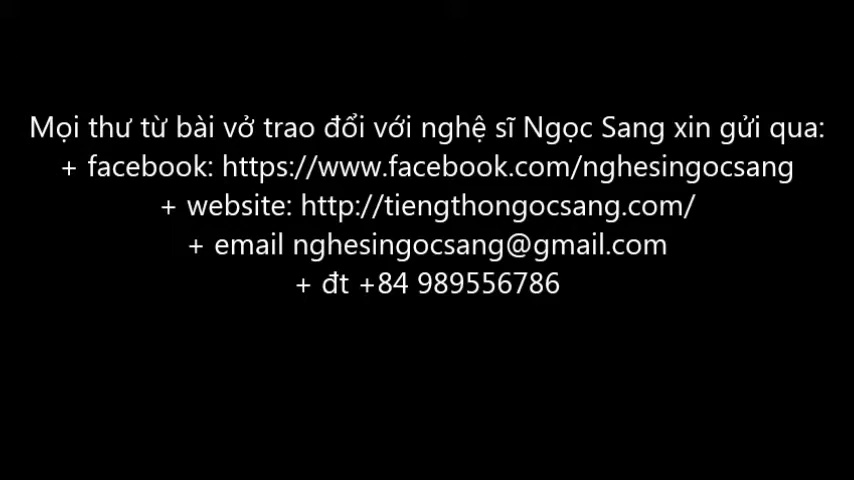 Mọi thư từ bài vở trao đổi với nghệ sĩ Ngọc Sang xin gửi qua:
+ facebook: https://www.facebook.com/nghesingocsang
+ website: http://tiengthongocsang.com/
+ email nghesingocsang@gmail.com
+ đt +84 989556786